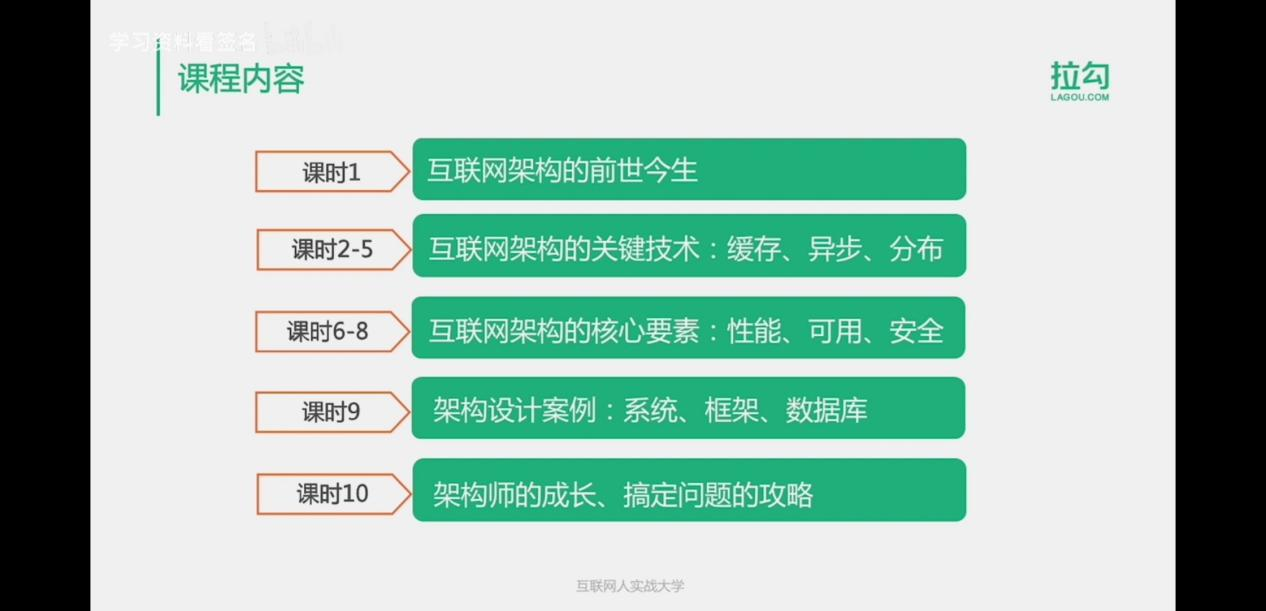 学习资料看签名
课程内容
拉勾
LAGOU.COM
课时1
互联网架构的前世今生
课时2-5
互联网架构的关键技术：缓存、异步、分布
课时6-8
互联网架构的核心要素：性能、可用、安全
课时9
架构设计案例：系统、框架、数据库
课时10
架构师的成长、搞定问题的攻略
互联网人实战大学